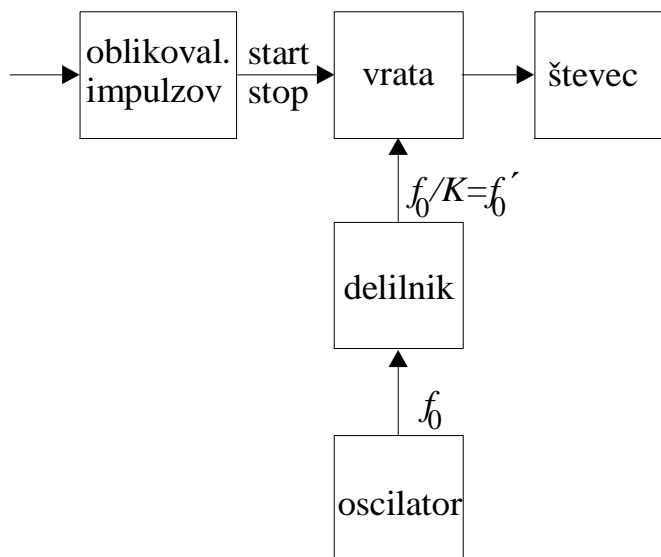 oblikoval.
impulzov
start
stop
vrata
števec
f0/K=f0´
delilnik
f0
oscilator